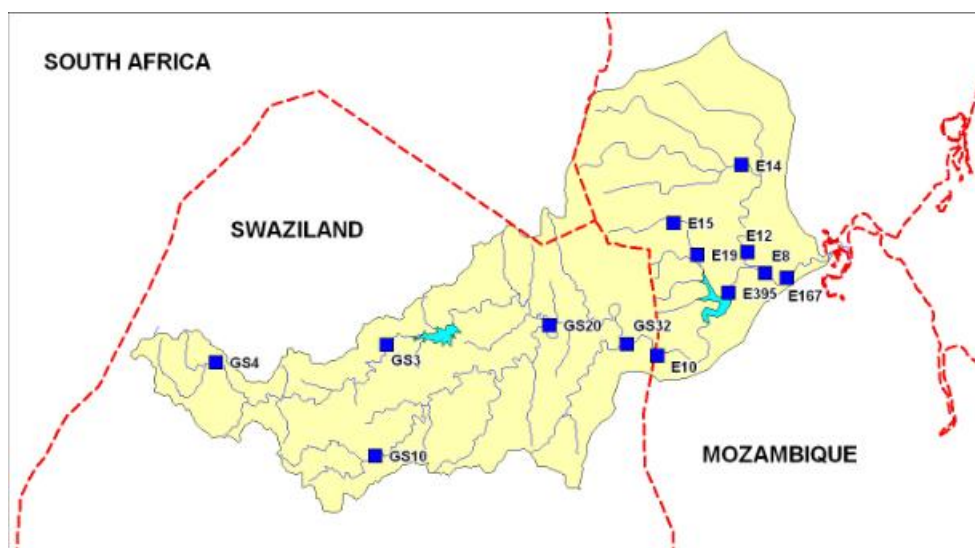 SOUTH AFRICA
E14
E15
SWAZILAND
E12
E19
E8
E167
E395
GS20
GS32
GS3
E10
GS4
MOZAMBIQUE
GS10